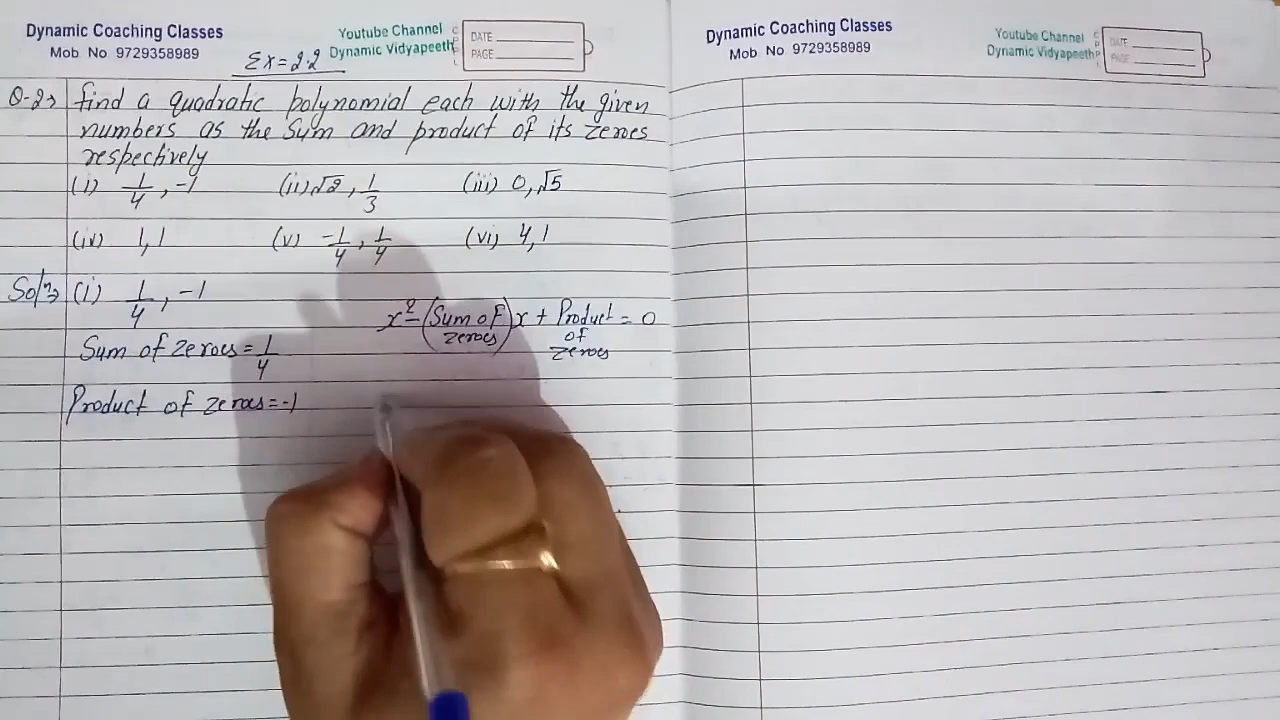 Dynamic Coaching Classes
Mob No 9729358989
Youtube Channel
Dynamic Vidyapeeth
DATE
PAGE
Ex=2.2
Q-2⇒ find a quadratic polynomial each with the given
numbers as the sum and product of its zeroes
respectively
(i) 1/4, -1 (ii) √2, 1/3 (iii) 0, √5
(iv) 1, 1 (v) -1/4, 1/4 (vi) 4, 1
Solⁿ⇒ (i) 1/4, -1
Sum of zeroes = 1/4
Product of zeroes = -1
x² - (Sum of zeroes)x + Product of zeroes = 0
Dynamic Coaching Classes
Mob No 9729358989
Youtube Channel
Dynamic Vidyapeeth
DATE
PAGE